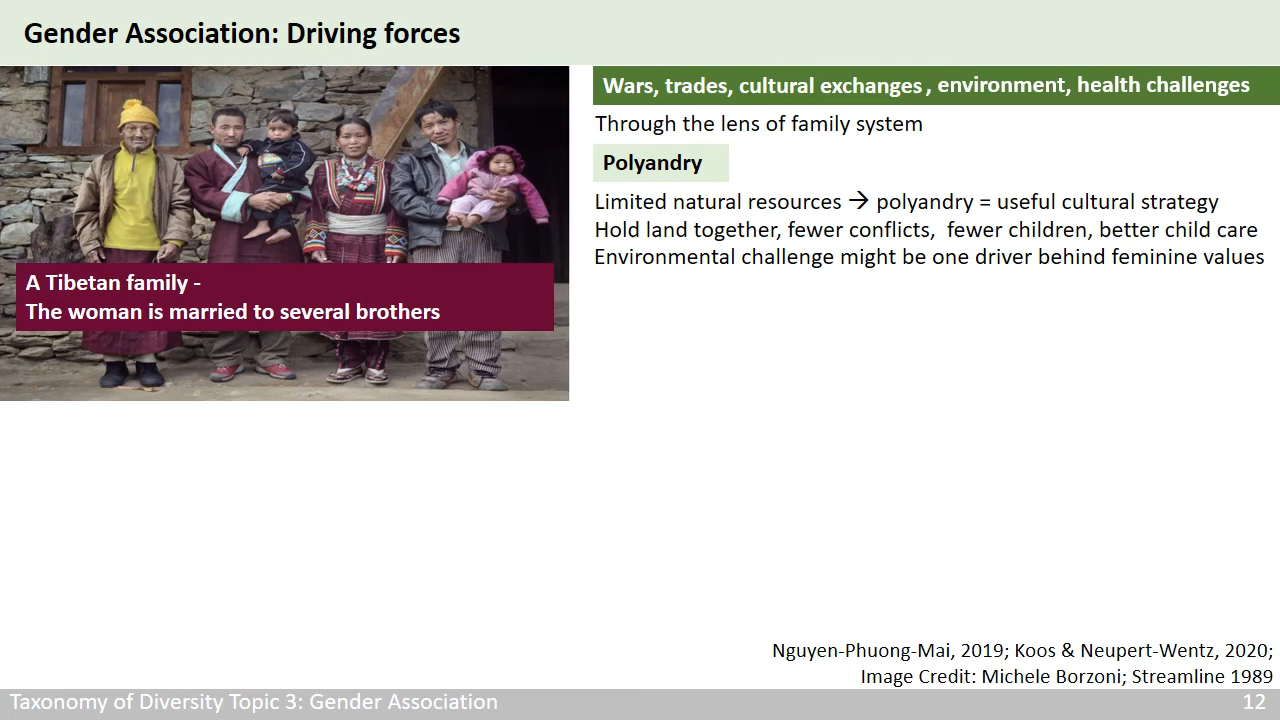 Gender Association: Driving forces
Wars, trades, cultural exchanges , environment, health challenges
Through the lens of family system
Polyandry
Limited natural resources → polyandry = useful cultural strategy
Hold land together, fewer conflicts,  fewer children, better child care
Environmental challenge might be one driver behind feminine values
A Tibetan family -
The woman is married to several brothers
Nguyen-Phuong-Mai, 2019; Koos & Neupert-Wentz, 2020;
Image Credit: Michele Borzoni; Streamline 1989
Taxonomy of Diversity Topic 3: Gender Association
12